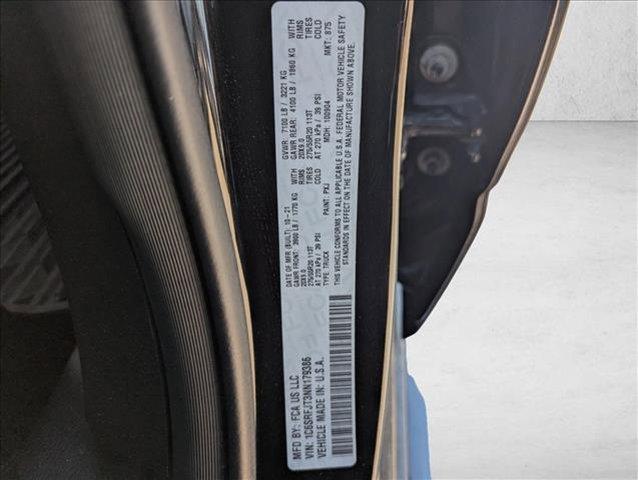 MFD BY: FCA US LLC
VIN: 1C6SRFJT3MN179386
VEHICLE MADE IN: U.S.A.
DATE OF MFR (BUILT): 10-21
GVWR: 7100 LB / 3221 KG
GAWR FRONT: 3900 LB / 1770 KG WITH
GAWR REAR: 4100 LB / 1860 KG WITH
20X9.0 RIMS
20X9.0 RIMS
275/55R20 113T TIRES
275/55R20 113T TIRES
AT 270 kPa / 39 PSI COLD
AT 270 kPa / 39 PSI COLD
TYPE: TRUCK
PAINT: PXJ
MDH: 100904
MKT: 875
THIS VEHICLE CONFORMS TO ALL APPLICABLE U.S.A. FEDERAL MOTOR VEHICLE SAFETY
STANDARDS IN EFFECT ON THE DATE OF MANUFACTURE SHOWN ABOVE.